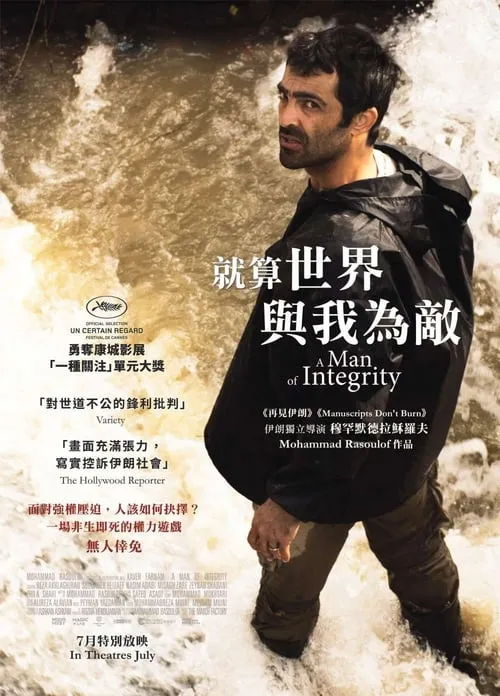 就算世界
與我為敵
A Man
of Integrity
《再見伊朗》《Manuscripts Don't Burn》
伊朗獨立導演 穆罕默德拉穌羅夫
Mohammad Rasoulof 作品
OFFICIAL SELECTION
UN CERTAIN REGARD
FESTIVAL DE CANNES
勇奪康城影展
「一種關注」單元大獎
「對世道不公的鋒利批判」
Variety
「畫面充滿張力，
寫實控訴伊朗社會」
The Hollywood Reporter
面對強權壓迫，人該如何抉擇？
一場非生即死的權力遊戲
無人倖免
7月特別放映
In Theatres July